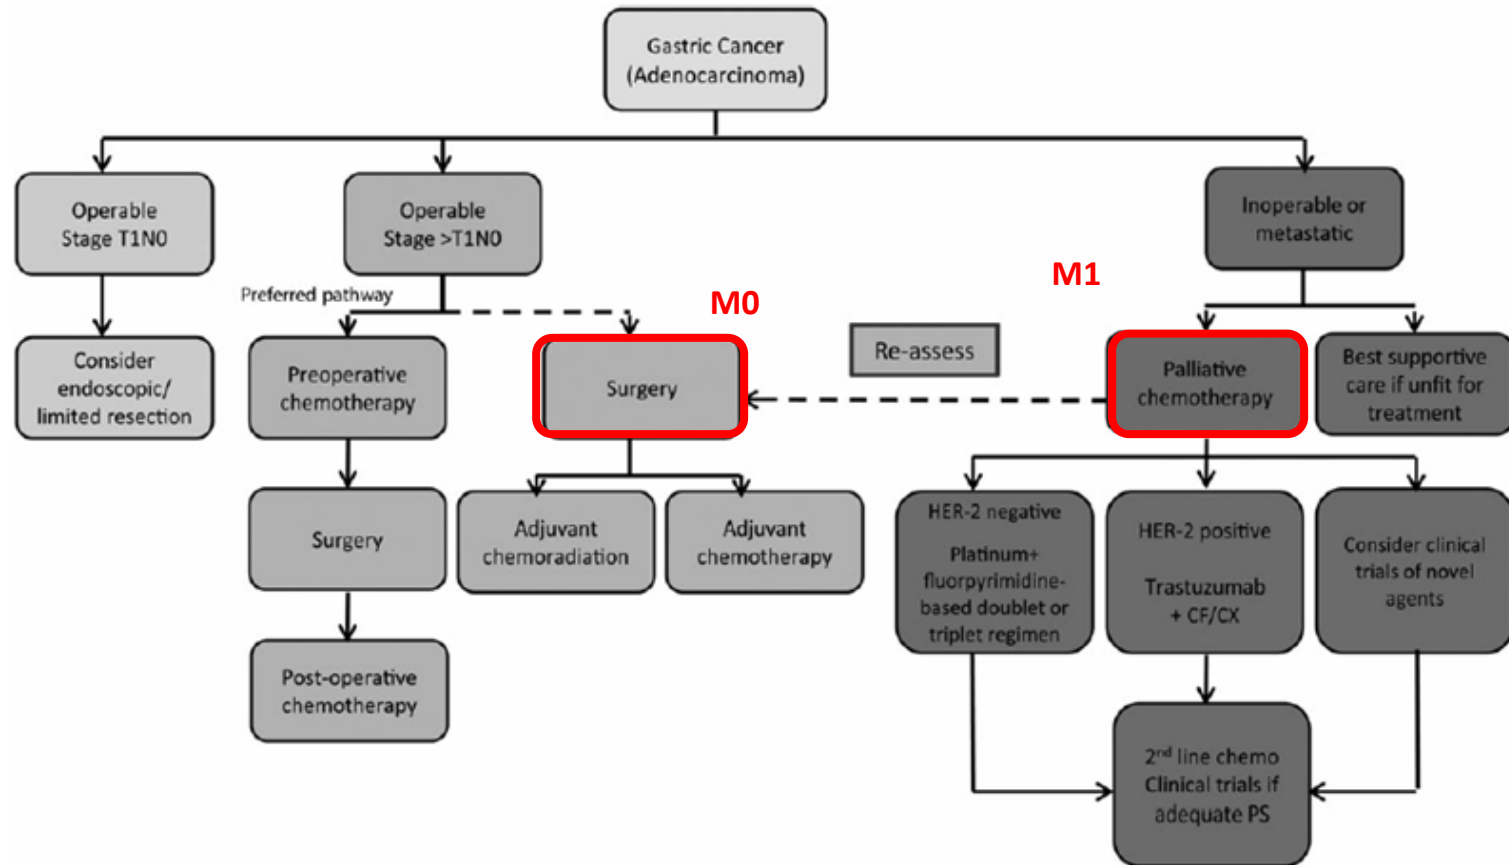 Gastric Cancer
(Adenocarcinoma)
Operable
Stage T1N0
Operable
Stage >T1N0
Inoperable or
metastatic
Preferred pathway
M0
M1
Consider
endoscopic/
limited resection
Preoperative
chemotherapy
Surgery
Re-assess
Palliative
chemotherapy
Best supportive
care if unfit for
treatment
Surgery
Adjuvant
chemoradiation
Adjuvant
chemotherapy
HER-2 negative
Platinum+
fluorpyrimidine-
based doublet or
triplet regimen
HER-2 positive
Trastuzumab
+ CF/CX
Consider clinical
trials of novel
agents
Post-operative
chemotherapy
2nd line chemo
Clinical trials if
adequate PS